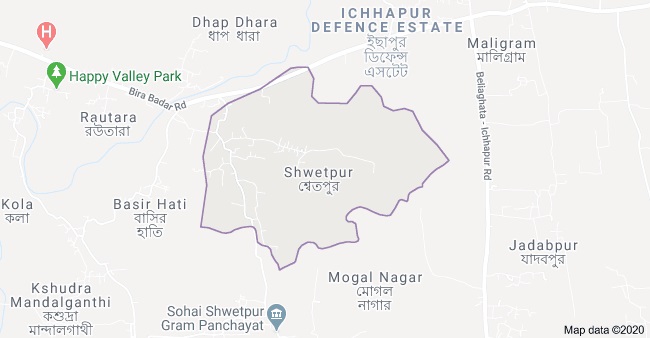 Dhap Dhara
ধাপ ধারা
ICHHAPUR
DEFENCE ESTATE
ইছাপুর
ডিফেন্স
এসটেট
Maligram
মালিগ্রাম
H
Happy Valley Park
Bira Badar Rd
Rautara
রউতারা
Beliaghata - Ichhapur Rd
Shwetpur
শ্বেতপুর
Kola
কলা
Basir Hati
বাসির
হাতি
Jadabpur
যাদবপুর
Mogal Nagar
মোগল
নাগার
Kshudra
Mandalganthi
কশুদ্রা
মান্দালগাথী
Sohai Shwetpur
Gram Panchayat
Map data ©2020